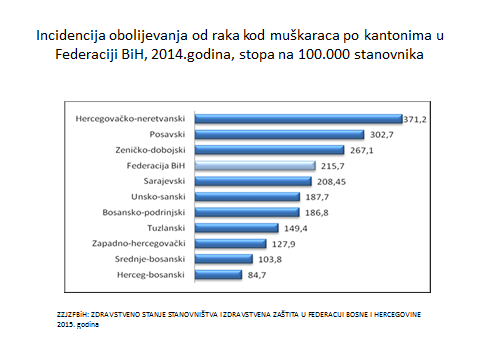 Incidencija obolijevanja od raka kod muškaraca po kantonima u
Federaciji BiH, 2014.godina, stopa na 100.000 stanovnika
Hercegovačko-neretvanski 371,2
Posavski 302,7
Zeničko-dobojski 267,1
Federacija BiH 215,7
Sarajevski 208,45
Unsko-sanski 187,7
Bosansko-podrinjski 186,8
Tuzlanski 149,4
Zapadno-hercegovački 127,9
Srednje-bosanski 103,8
Herceg-bosanski 84,7
ZZJZFBiH: ZDRAVSTVENO STANJE STANOVNIŠTVA I ZDRAVSTVENA ZAŠTITA U FEDERACIJI BOSNE I HERCEGOVINE
2015. godina